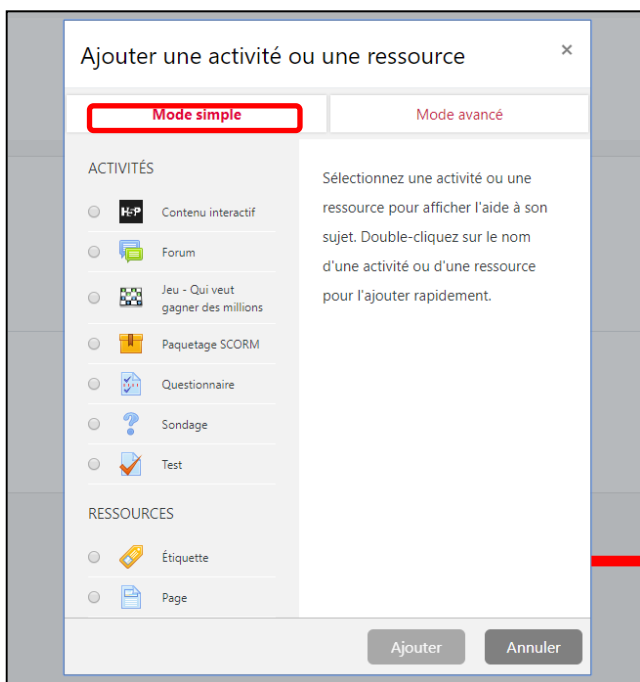 Ajouter une activité ou une ressource ×
Mode simple
Mode avancé
ACTIVITÉS
H-P Contenu interactif
Forum
Jeu - Qui veut
gagner des millions
Paquetage SCORM
Questionnaire
Sondage
Test
RESSOURCES
Étiquette
Page
Sélectionnez une activité ou une
ressource pour afficher l'aide à son
sujet. Double-cliquez sur le nom
d'une activité ou d'une ressource
pour l'ajouter rapidement.
Ajouter
Annuler